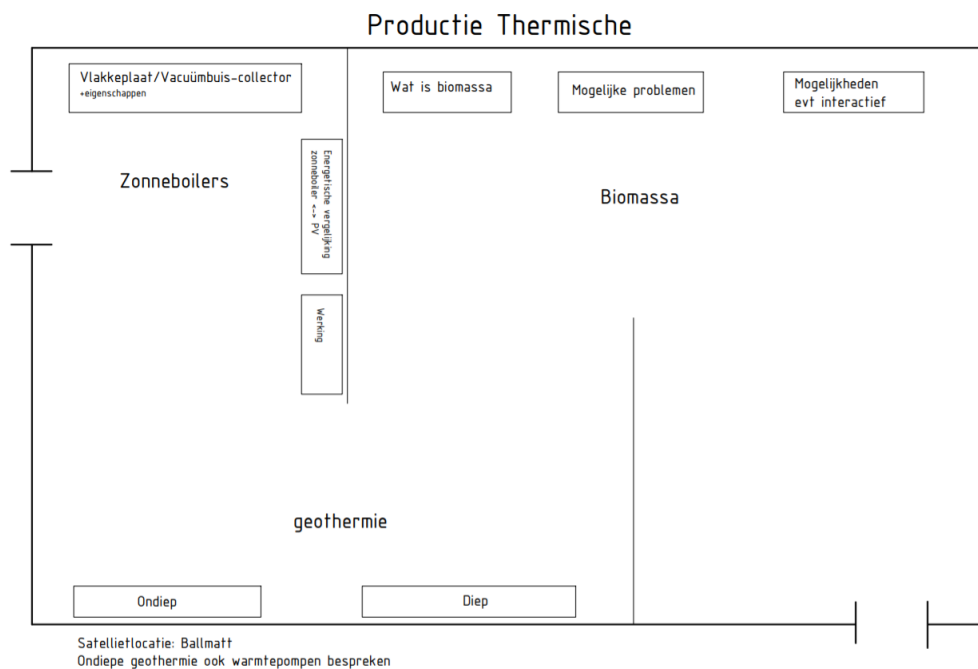 Productie Thermische
Vlakkeplaat/Vacuümbuis-collector
+eigenschappen
Wat is biomassa
Mogelijke problemen
Mogelijkheden
evt interactief
Zonneboilers
Energetische vergelijking
zonneboiler <-> PV
Biomassa
Werking
geothermie
Ondiep
Diep
Satellietlocatie: Ballmatt
Ondiepe geothermie ook warmtepompen bespreken